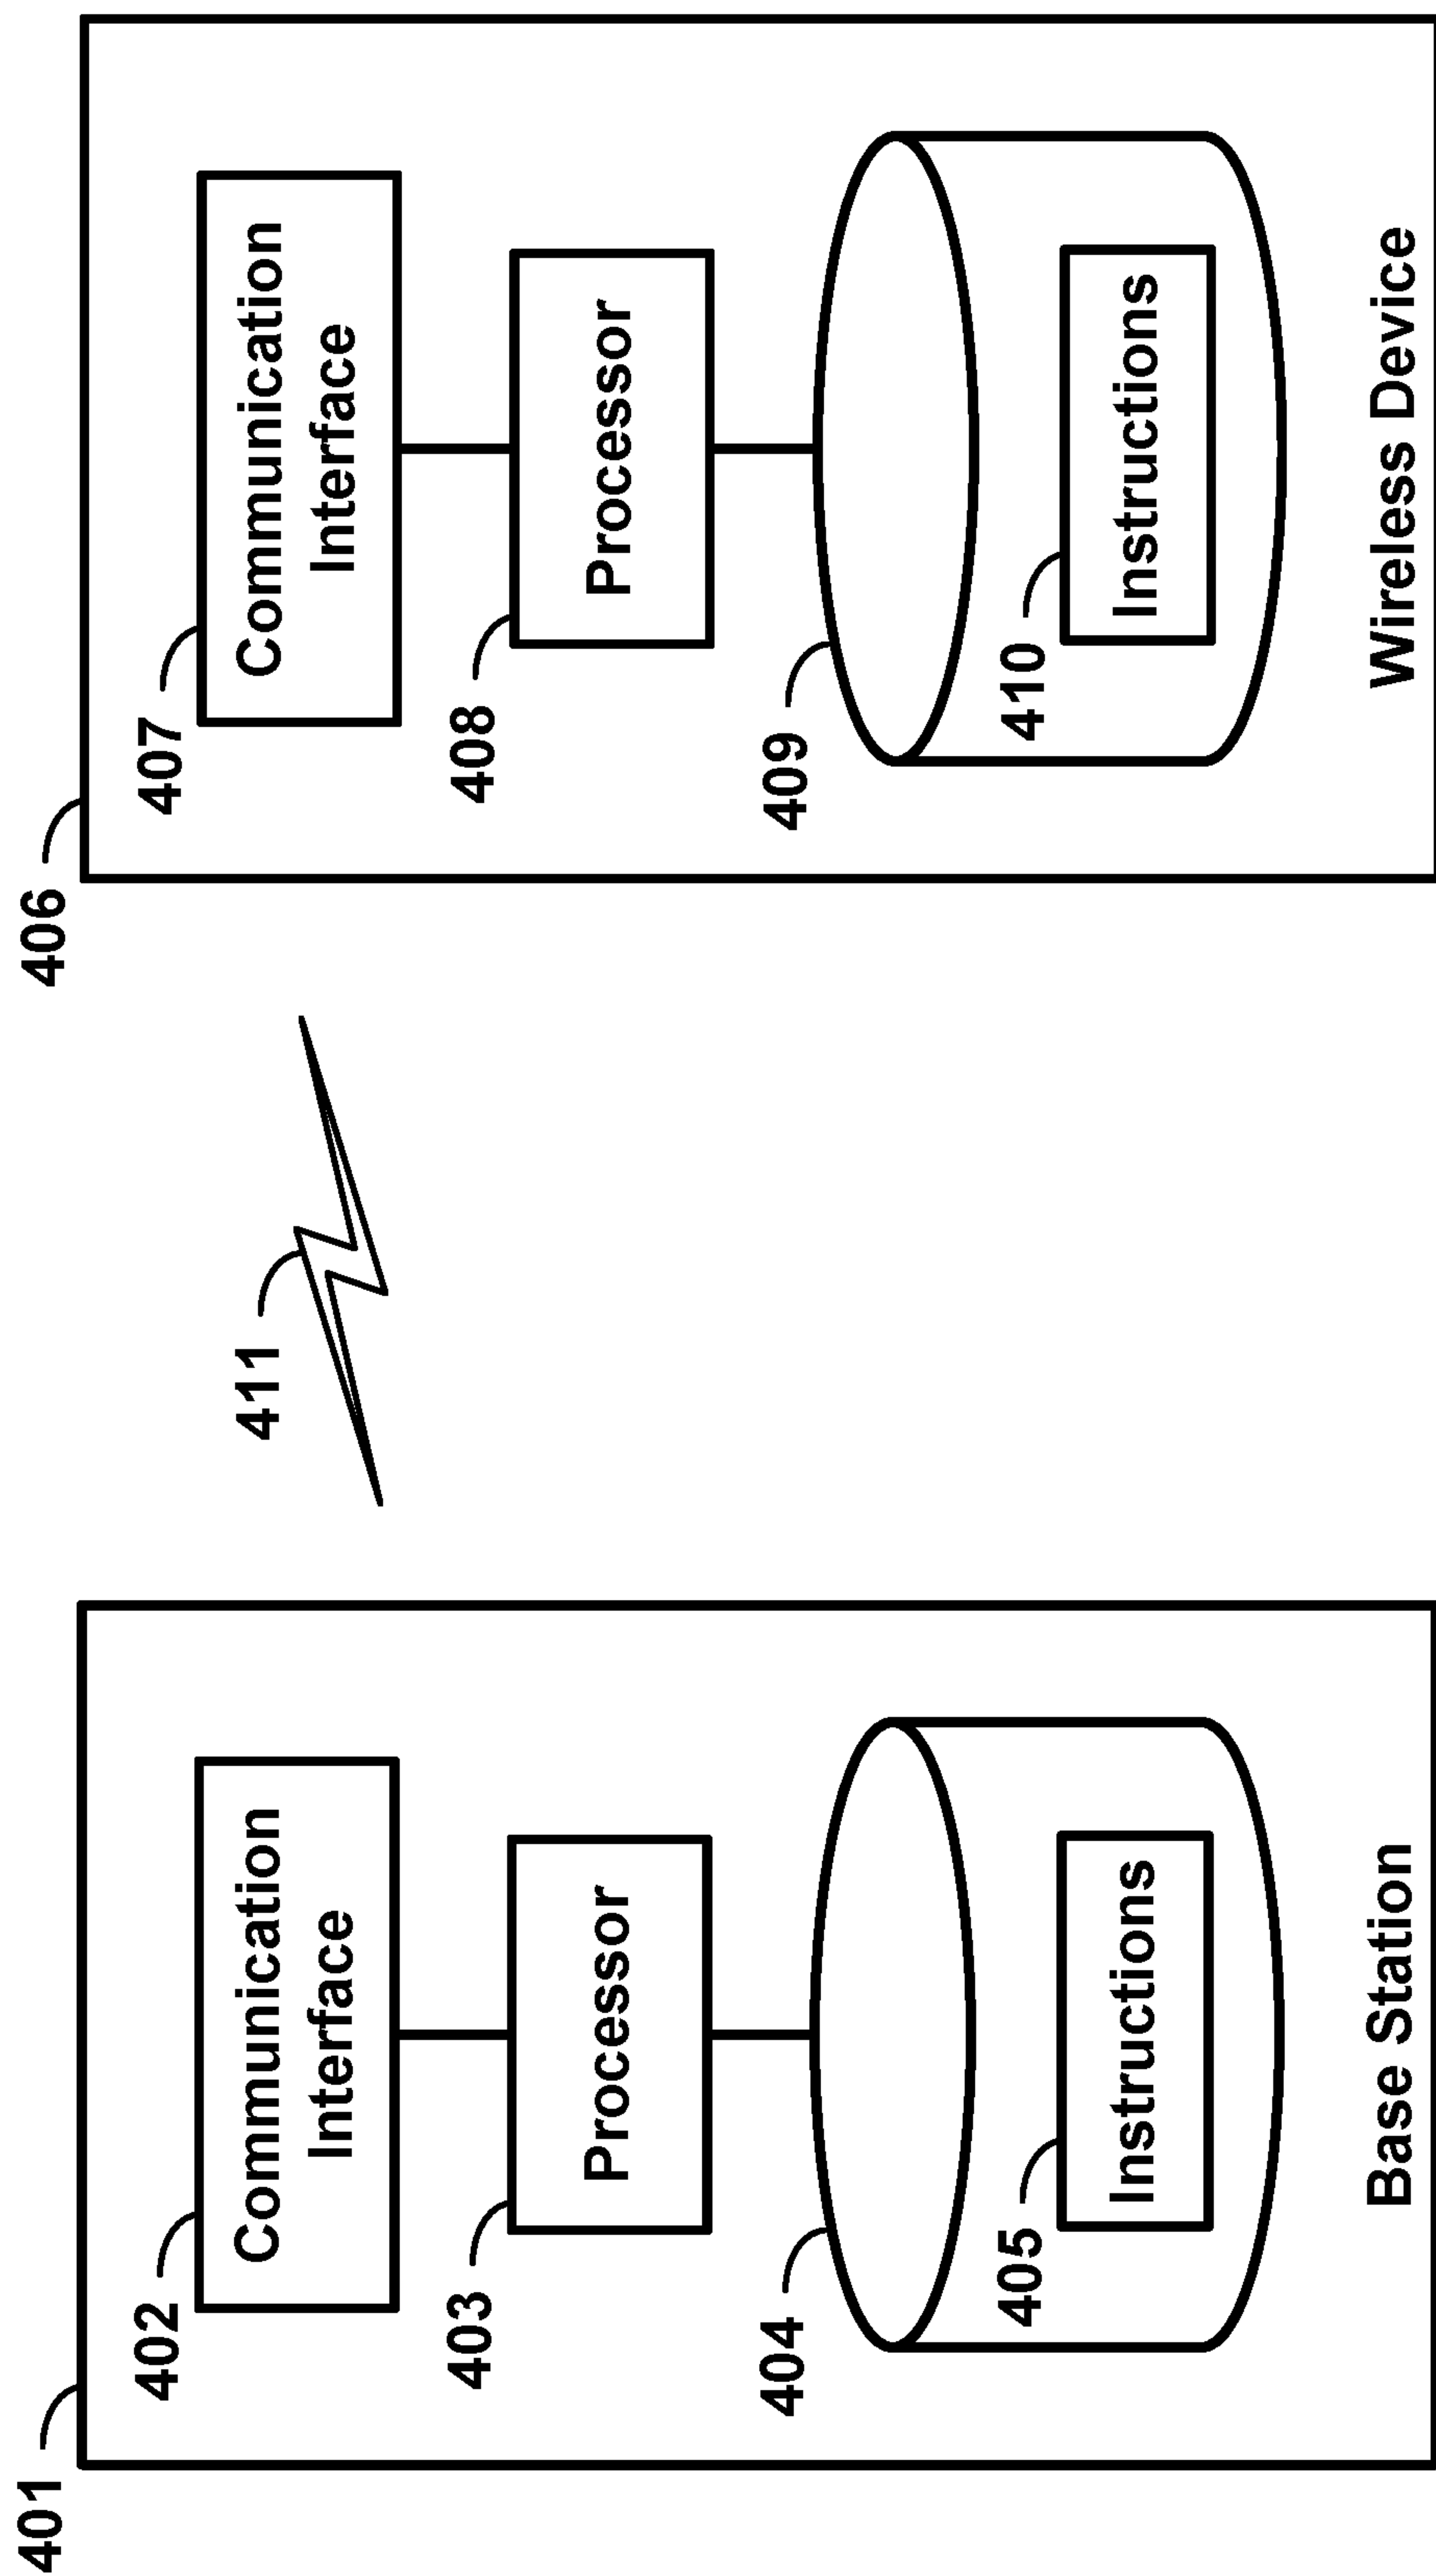 401
402
Communication
Interface
403
Processor
404
405
Instructions
Base Station
411
406
407
Communication
Interface
408
Processor
409
410
Instructions
Wireless Device